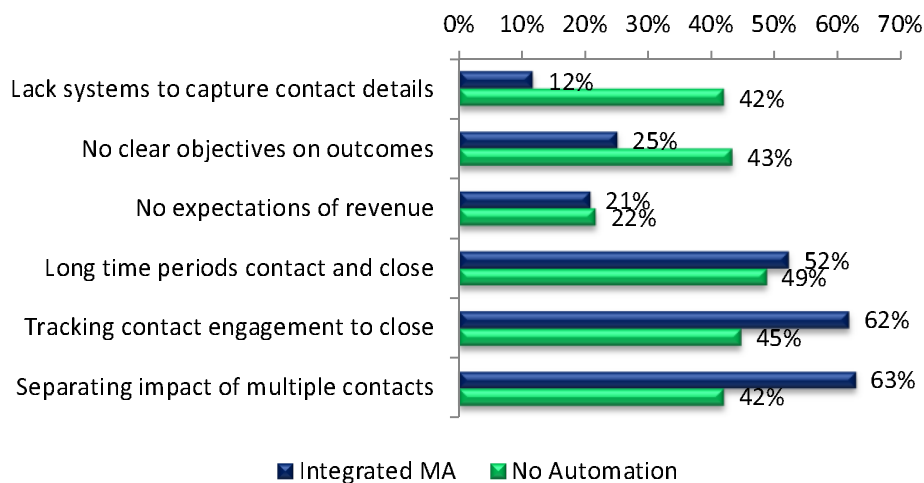 0% 10% 20% 30% 40% 50% 60% 70%
Lack systems to capture contact details
12%
42%
No clear objectives on outcomes
25%
43%
No expectations of revenue
21%
22%
Long time periods contact and close
52%
49%
Tracking contact engagement to close
62%
45%
Separating impact of multiple contacts
63%
42%
Integrated MA No Automation